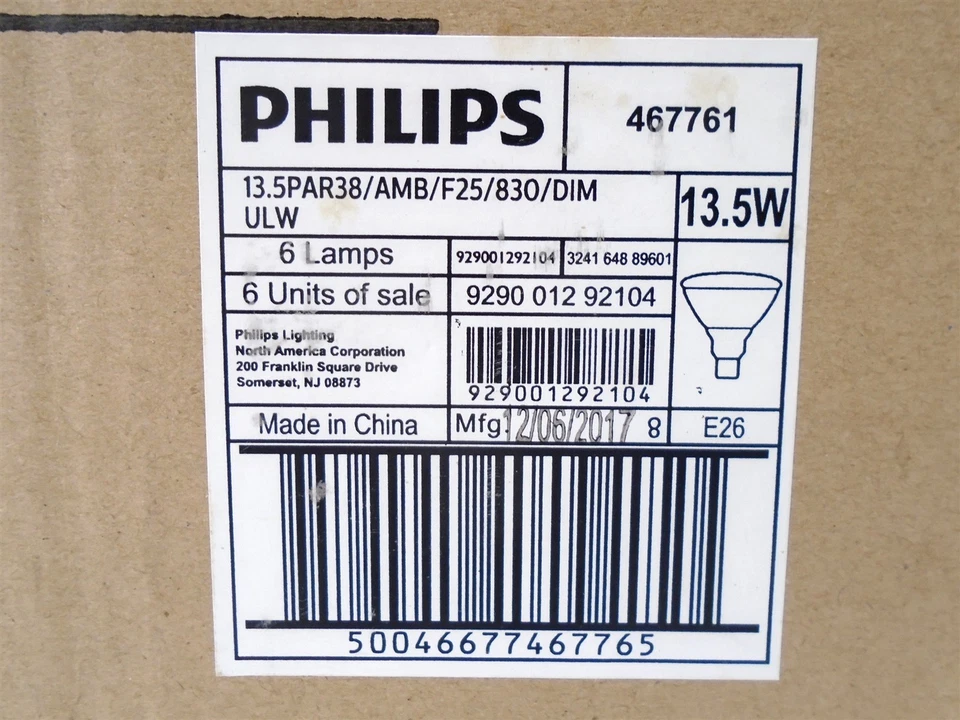 PHILIPS
467761
13.5PAR38/AMB/F25/830/DIM
ULW
13.5W
6 Lamps
929001292104
3241 648 89601
6 Units of sale
9290 012 92104
Philips Lighting
North America Corporation
200 Franklin Square Drive
Somerset, NJ 08873
929001292104
Made in China
Mfg:12/06/2017 8
E26
50046677467765